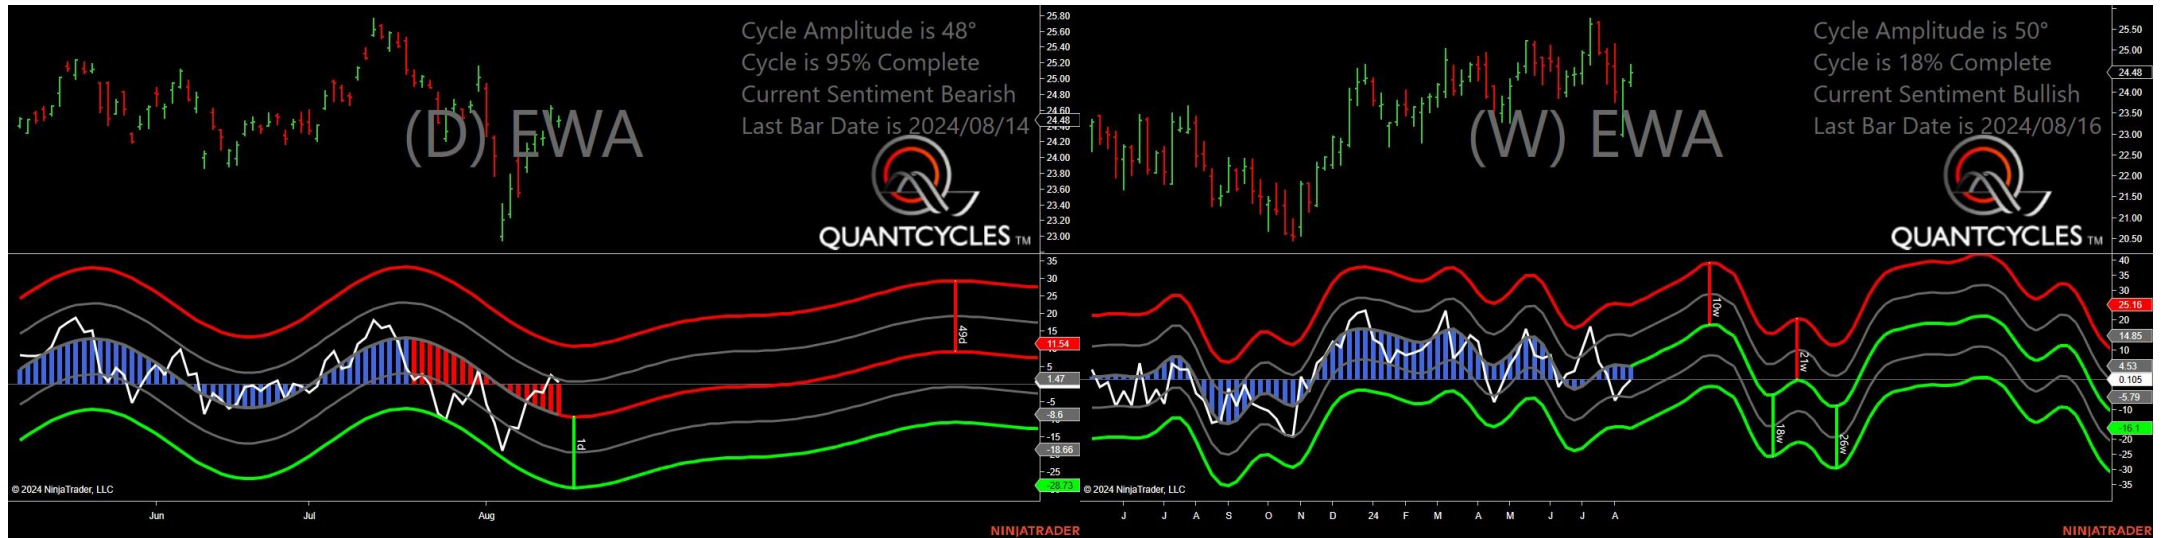 Cycle Amplitude is 48°
Cycle is 95% Complete
Current Sentiment Bearish
Last Bar Date is 2024/08/14
(D) EWA
QUANTCYCLES TM
25.80
25.60
25.40
25.20
25.00
24.80
24.60
24.48
24.40
24.20
24.00
23.80
23.60
23.40
23.20
23.00
35
30
25
20
15
11.54
5
1.47
-5
-8.6
-15
-18.66
-25
-28.73
49d
1d
© 2024 NinjaTrader, LLC
Jun
Jul
Aug
NINJATRADER
Cycle Amplitude is 50°
Cycle is 18% Complete
Current Sentiment Bullish
Last Bar Date is 2024/08/16
(W) EWA
QUANTCYCLES TM
25.50
25.00
24.48
24.00
23.50
23.00
22.50
22.00
21.50
21.00
20.50
40
35
30
25.16
20
14.85
10
4.53
0.105
-5.79
-10
-16.1
-20
-25
-30
-35
10w
21w
18w
26w
© 2024 NinjaTrader, LLC
J
J
A
S
O
N
D
24
F
M
A
M
J
J
A
NINJATRADER